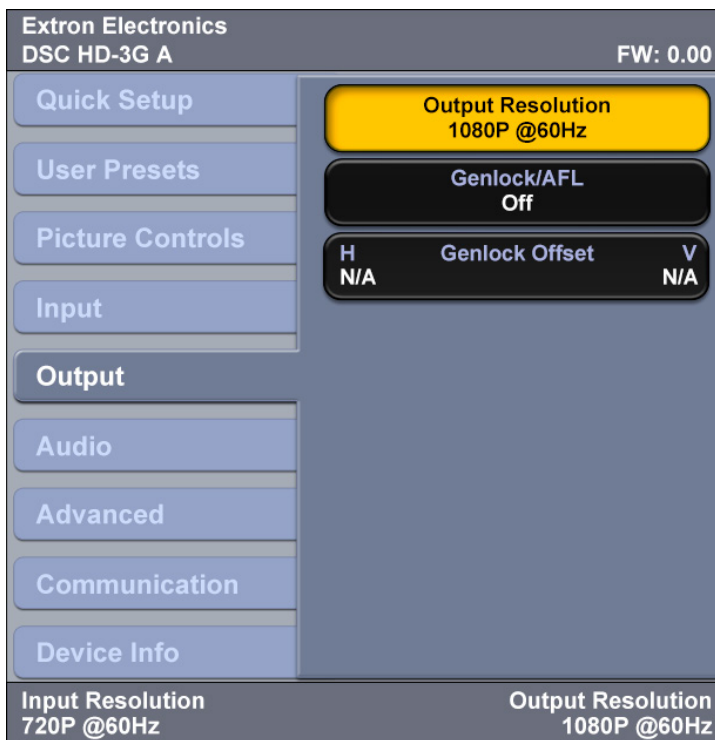 Extron Electronics
DSC HD-3G A
FW: 0.00
Quick Setup
User Presets
Picture Controls
Input
Output
Audio
Advanced
Communication
Device Info
Output Resolution
1080P @60Hz
Genlock/AFL
Off
H Genlock Offset V
N/A N/A
Input Resolution
720P @60Hz
Output Resolution
1080P @60Hz